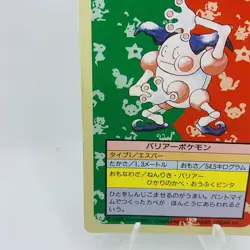 バリアーポケモン
タイプ1/エスパー
たかさ/1.3メートル　おもさ/54.5キログラム
おもなわざ/ねんりき・バリアー
ひかりのかべ・おうふくビンタ
ひとをしんじこませるのがうまい。パントマイ
ムでつくったかべが　ほんとうにあらわれるという。